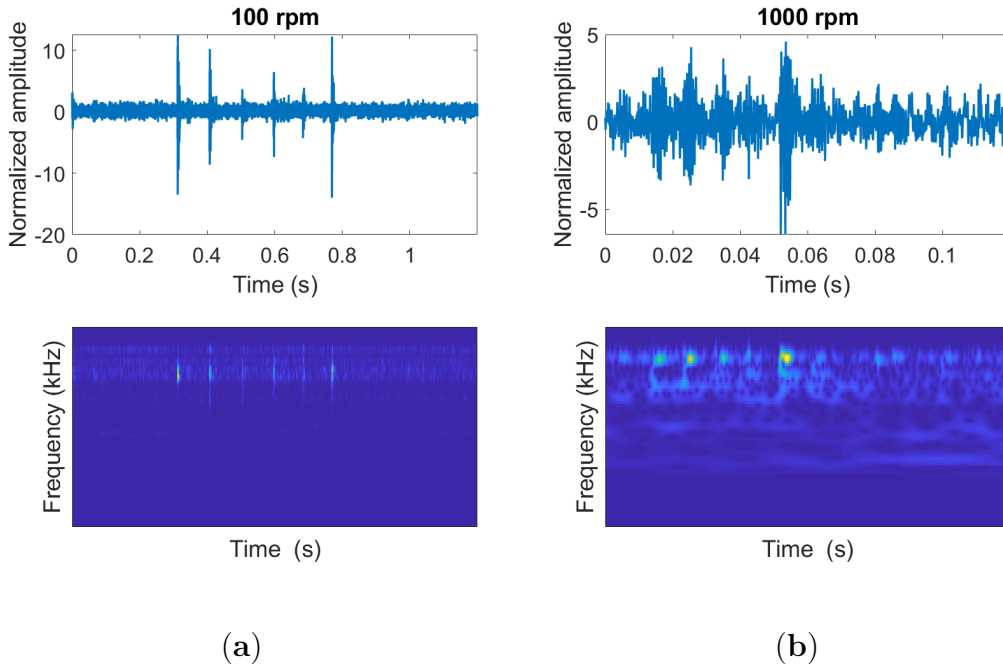 100 rpm
Normalized amplitude
10
0
-10
-20
0 0.2 0.4 0.6 0.8 1
Time (s)
Frequency (kHz)
Time (s)
(a)
1000 rpm
Normalized amplitude
5
0
-5
0 0.02 0.04 0.06 0.08 0.1
Time (s)
Frequency (kHz)
Time (s)
(b)